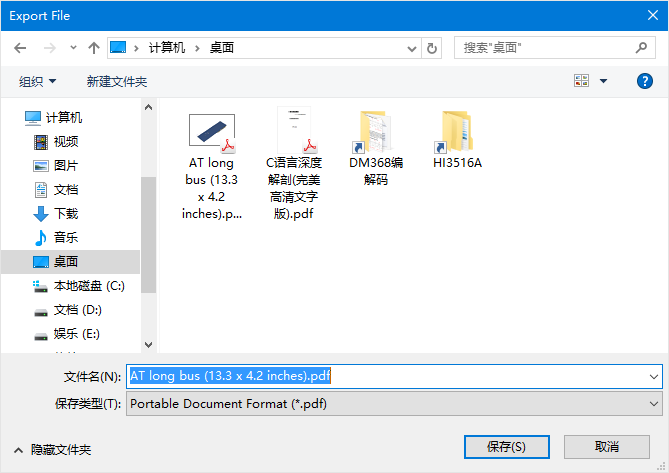 Export File
计算机
桌面
搜索"桌面"
组织
新建文件夹
?
计算机
视频
图片
文档
下载
音乐
桌面
本地磁盘 (C:)
文档 (D:)
娱乐 (E:)
AT long
bus (13.3
x 4.2
inches).p...
C语言深度
解剖(完美
高清文字
版).pdf
DM368编
解码
HI3516A
文件名(N):
AT long bus (13.3 x 4.2 inches).pdf
保存类型(T):
Portable Document Format (*.pdf)
隐藏文件夹
保存(S)
取消